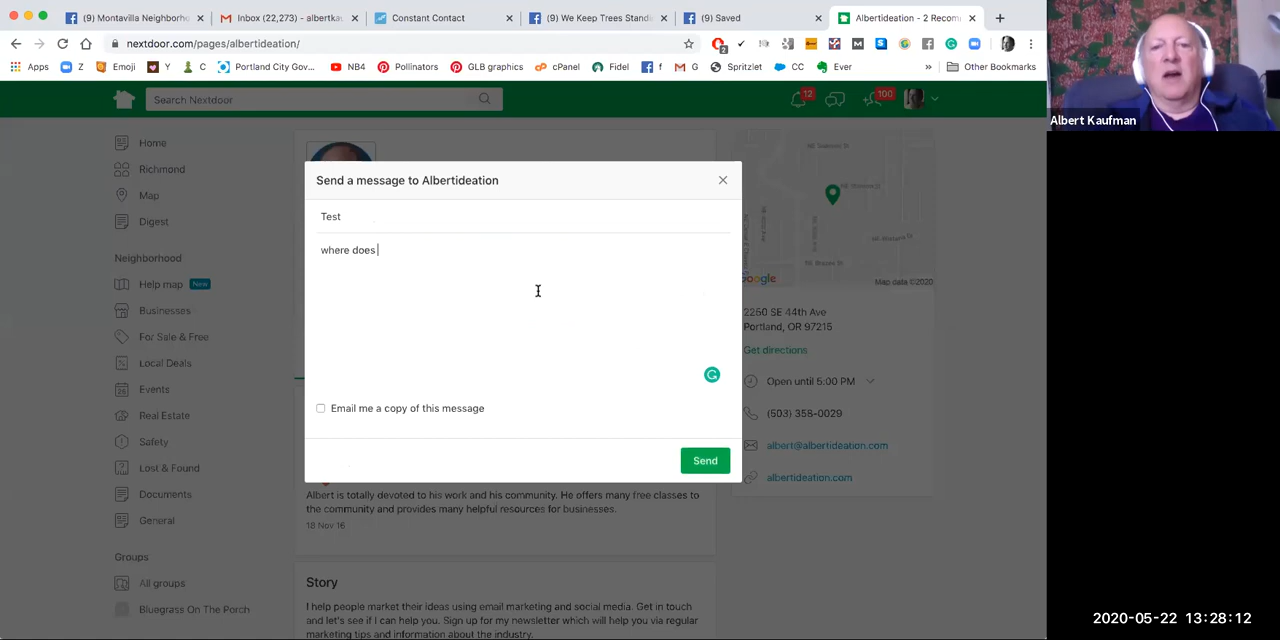 (9) Montavilla Neighborho
Inbox (22,273) - albertkau
Constant Contact
(9) We Keep Trees Standi
(9) Saved
Albertideation - 2 Recom
nextdoor.com/pages/albertideation/
2
Apps
Z
Emoji
Y
C
Portland City Gov...
NB4
Pollinators
GLB graphics
cPanel
Fidel
f
G
Spritzlet
CC
Ever
»
Other Bookmarks
Search Nextdoor
12
100
Home
Richmond
Map
Digest
Neighborhood
Help map New
Businesses
For Sale & Free
Local Deals
Events
Real Estate
Safety
Lost & Found
Documents
General
Groups
All groups
Bluegrass On The Porch
Send a message to Albertideation
Test
where does
Email me a copy of this message
Send
Albert is totally devoted to his work and his community. He offers many free classes to
the community and provides many helpful resources for businesses.
18 Nov 16
Story
I help people market their ideas using email marketing and social media. Get in touch
and let's see if I can help you. Sign up for my newsletter which will help you via regular
marketing tips and information about the industry.
Google
Map data ©2020
2250 SE 44th Ave
Portland, OR 97215
Get directions
Open until 5:00 PM
(503) 358-0029
albert@albertideation.com
albertideation.com
Albert Kaufman
2020-05-22 13:28:12